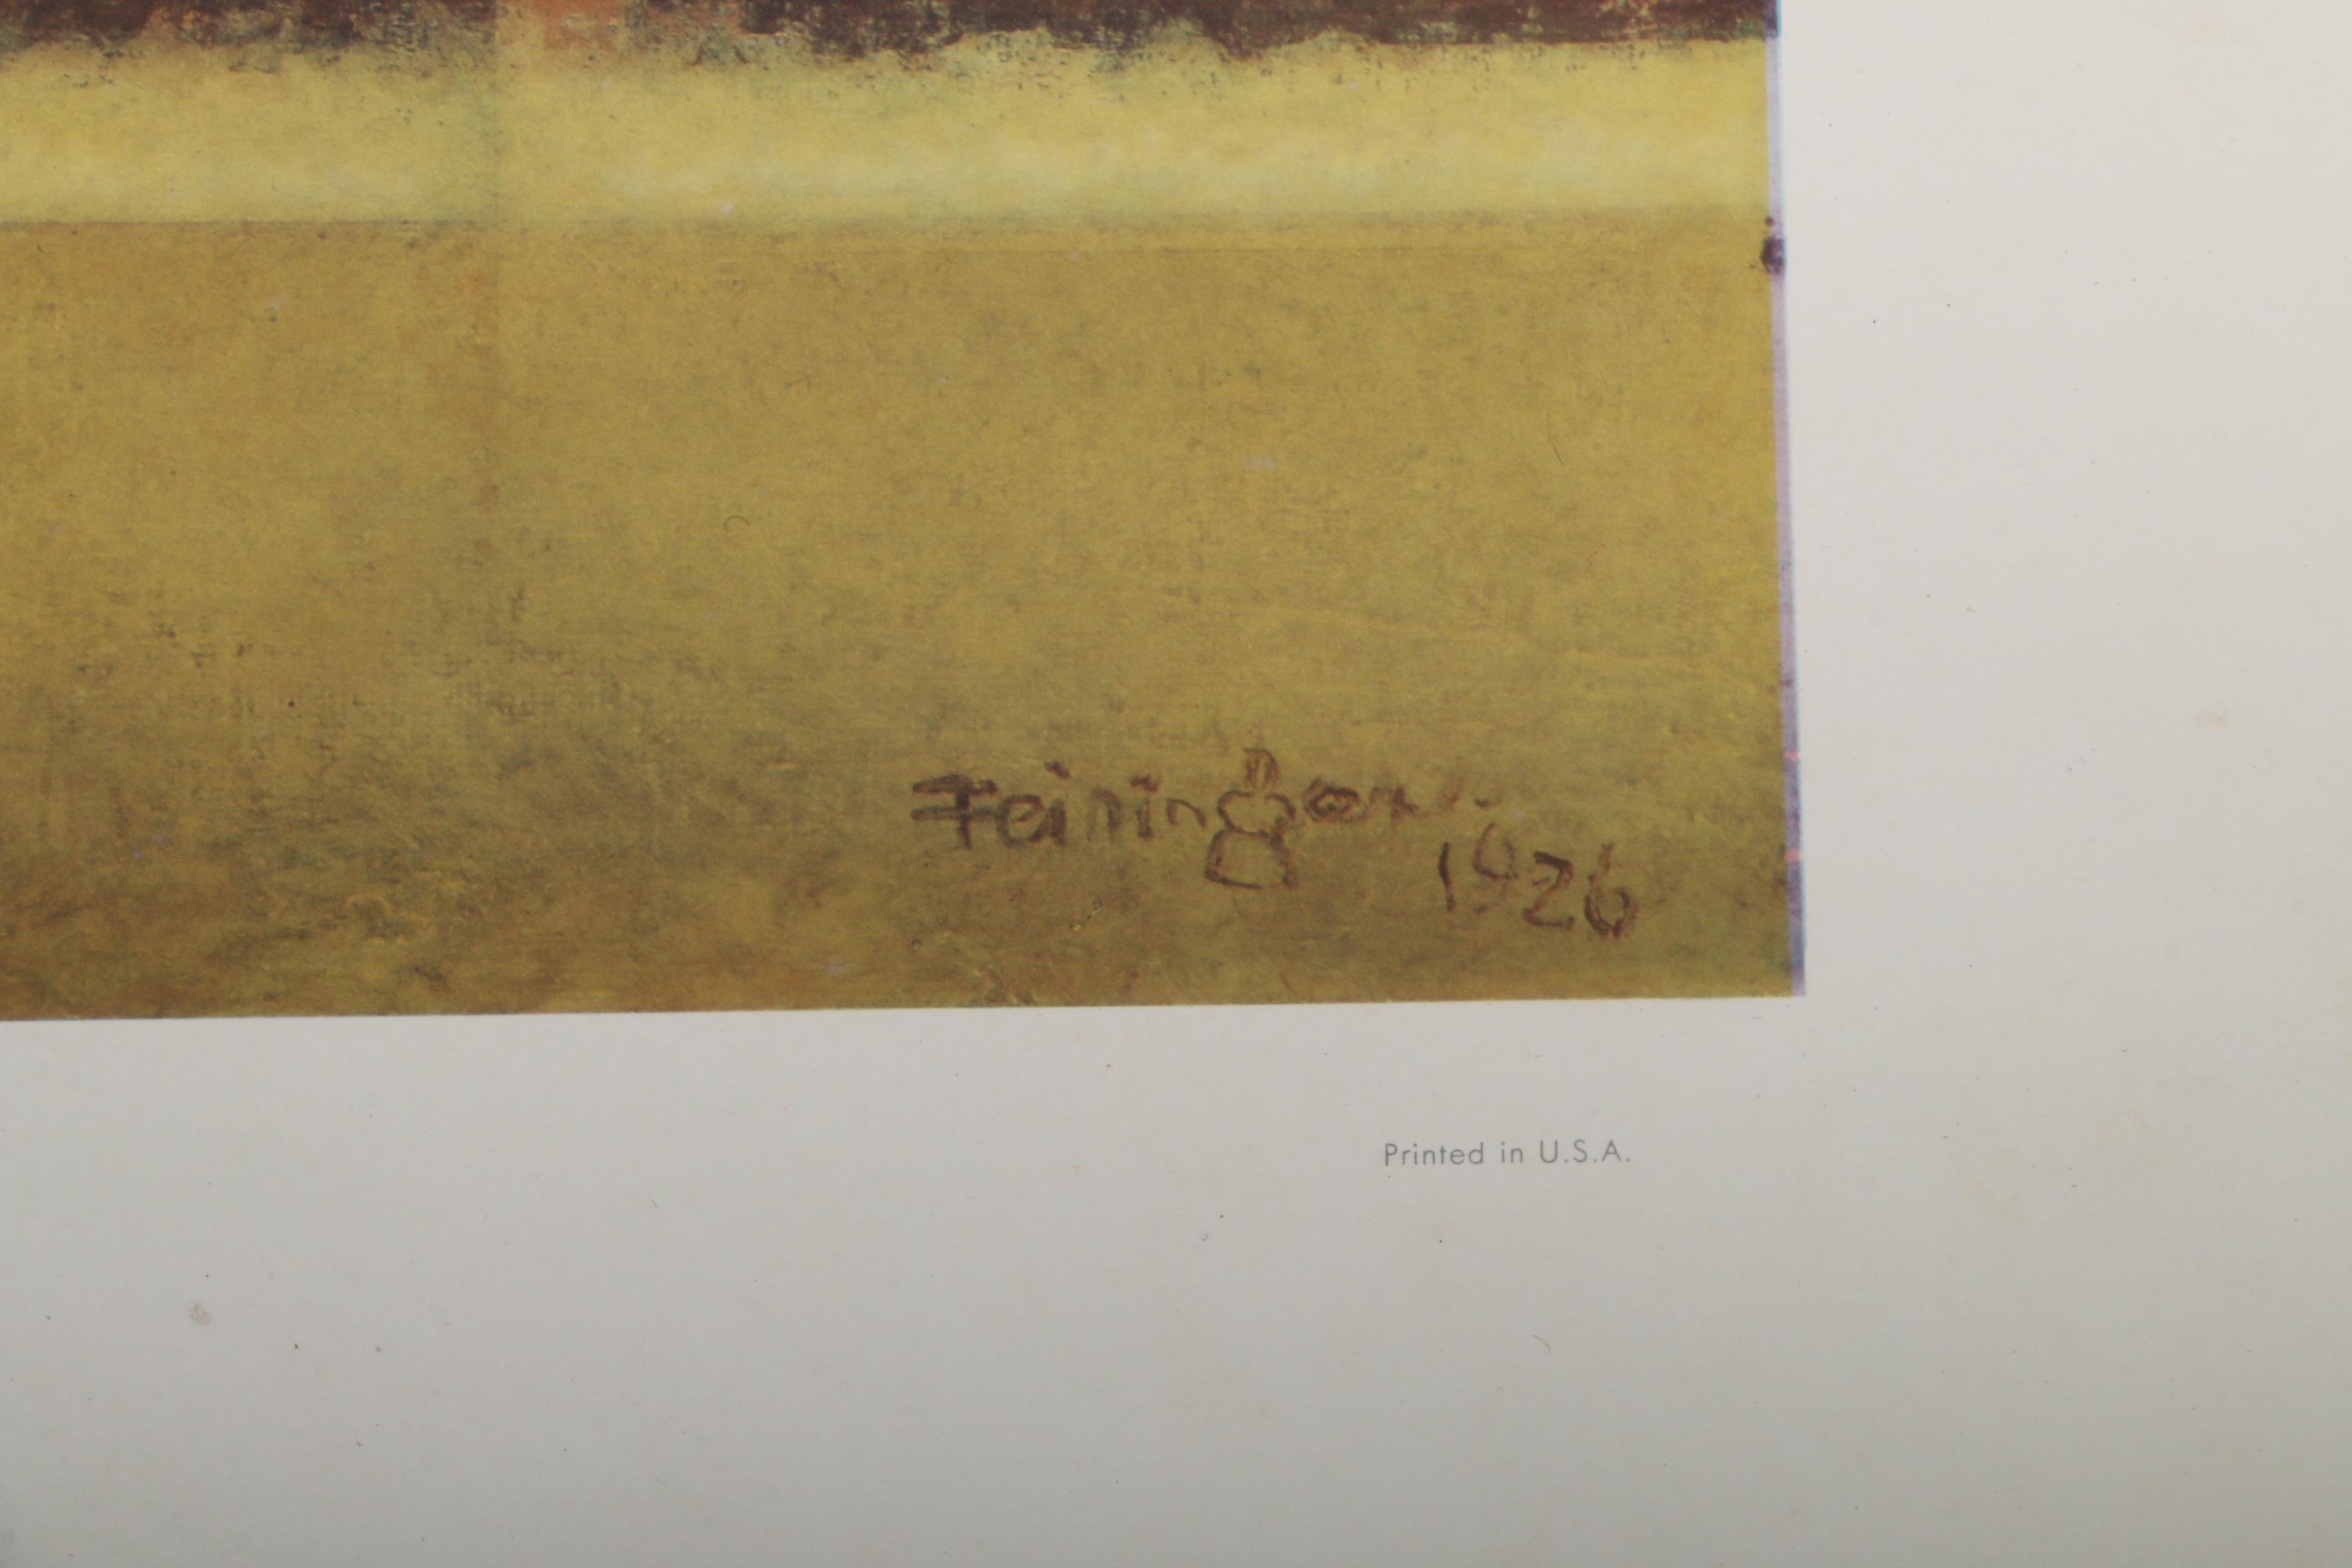 Feininger
1926
Printed in U.S.A.